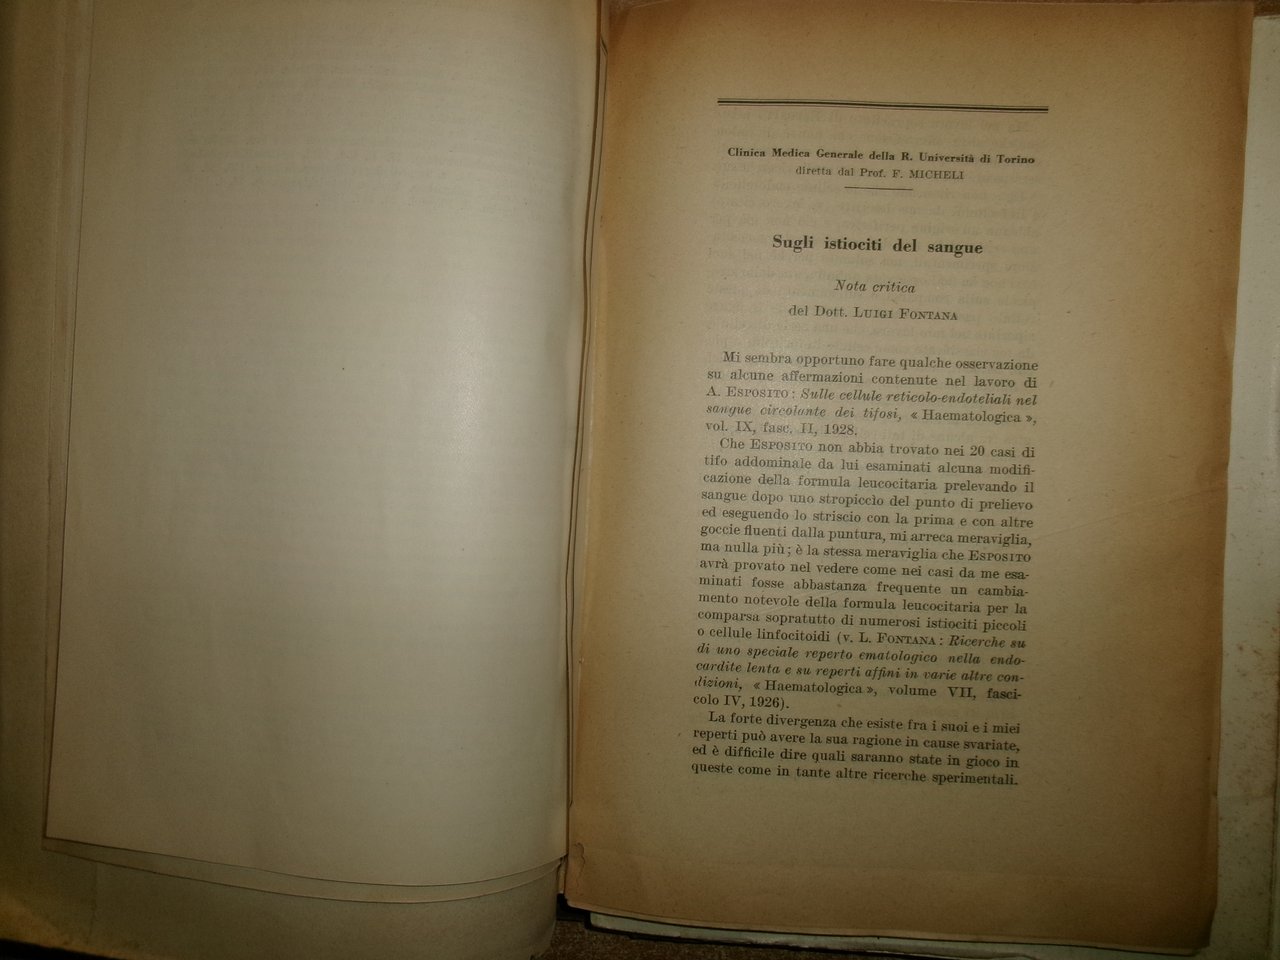 Clinica Medica Generale della R. Università di Torino
diretta dal Prof. F. MICHELI
Sugli istiociti del sangue
Nota critica
del Dott. LUIGI FONTANA
Mi sembra opportuno fare qualche osservazione
su alcune affermazioni contenute nel lavoro di
A. ESPOSITO: Sulle cellule reticolo-endoteliali nel
sangue circolante dei tifosi, « Haematologica »,
vol. IX, fasc. II, 1928.
Che ESPOSITO non abbia trovato nei 20 casi di
tifo addominale da lui esaminati alcuna modifi-
cazione della formula leucocitaria prelevando il
sangue dopo uno stropiccìo del punto di prelievo
ed eseguendo lo striscio con la prima e con altre
goccie fluenti dalla puntura, mi arreca meraviglia,
ma nulla più; è la stessa meraviglia che ESPOSITO
avrà provato nel vedere come nei casi da me esa-
minati fosse abbastanza frequente un cambia-
mento notevole della formula leucocitaria per la
comparsa sopratutto di numerosi istiociti piccoli
o cellule linfocitoidi (v. L. FONTANA: Ricerche su
di uno speciale reperto ematologico nella endo-
cardite lenta e su reperti affini in varie altre con-
dizioni, « Haematologica », volume VII, fasci-
colo IV, 1926).
La forte divergenza che esiste fra i suoi e i miei
reperti può avere la sua ragione in cause svariate,
ed è difficile dire quali saranno state in gioco in
queste come in tante altre ricerche sperimentali.